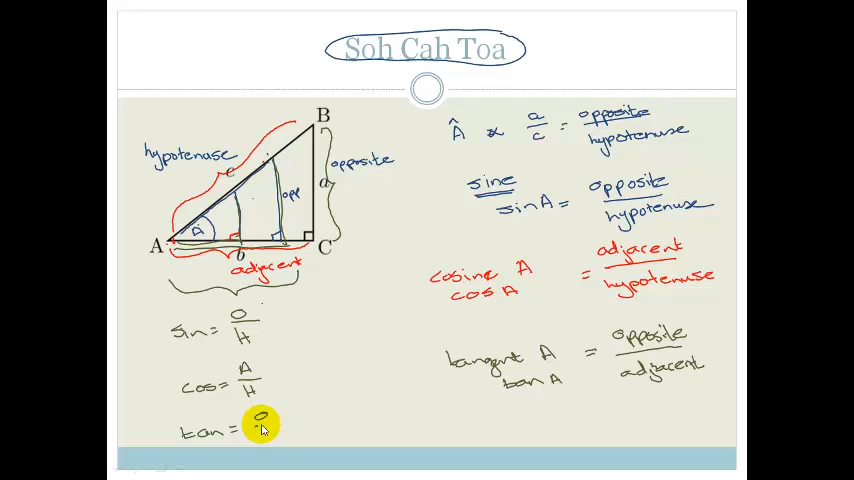 Soh Cah Toa
B
hypotenuse
c
opp
a
opposite
A
A
b
C
adjacent
sin = O/H
cos = A/H
tan = O
Â ∝ a/c = opposite/hypotenuse
sine
sin A = opposite/hypotenuse
cosine A = adjacent/hypotenuse
cos A
tangent A = opposite/adjacent
tan A